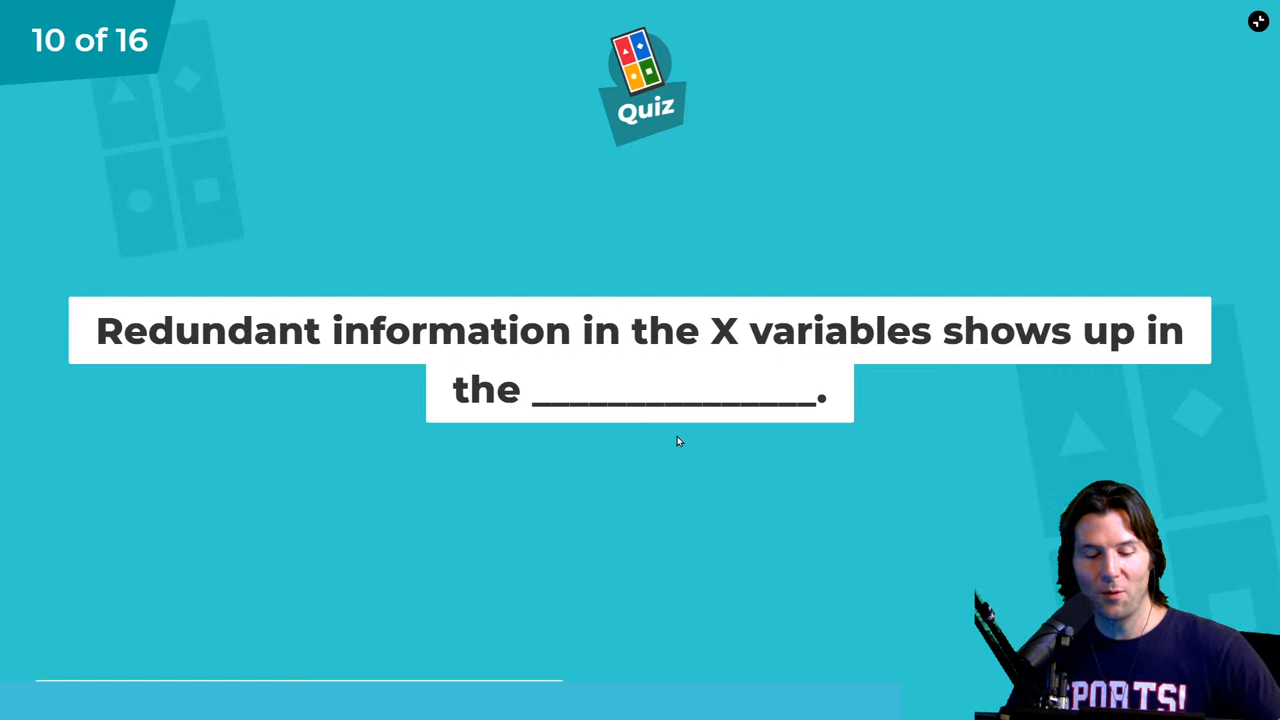 10 of 16
Quiz
Redundant information in the X variables shows up in
the _______________.
SPORTS!